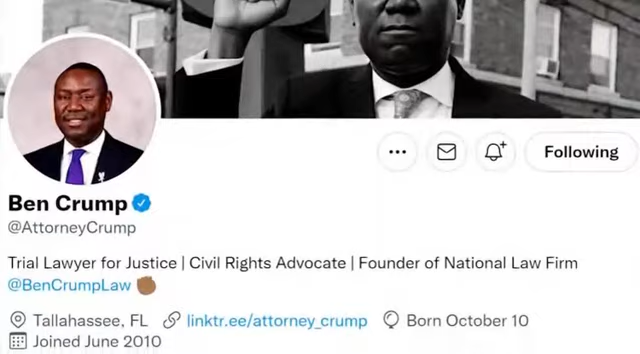 Following
Ben Crump
@AttorneyCrump
Trial Lawyer for Justice | Civil Rights Advocate | Founder of National Law Firm
@BenCrumpLaw
Tallahassee, FL linktr.ee/attorney_crump Born October 10
Joined June 2010